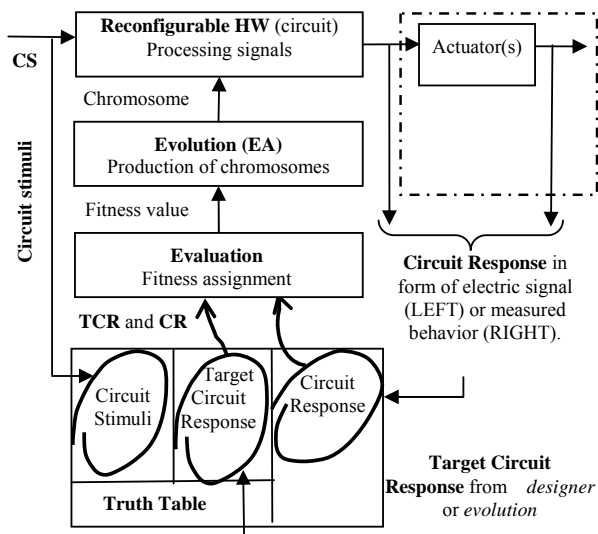 Reconfigurable HW (circuit)
Processing signals
Actuator(s)
CS
Chromosome
Circuit stimuli
Evolution (EA)
Production of chromosomes
Fitness value
Evaluation
Fitness assignment
Circuit Response in
form of electric signal
(LEFT) or measured
behavior (RIGHT).
TCR and CR
Circuit
Stimuli
Target
Circuit
Response
Circuit
Response
Truth Table
Target Circuit
Response from designer
or evolution